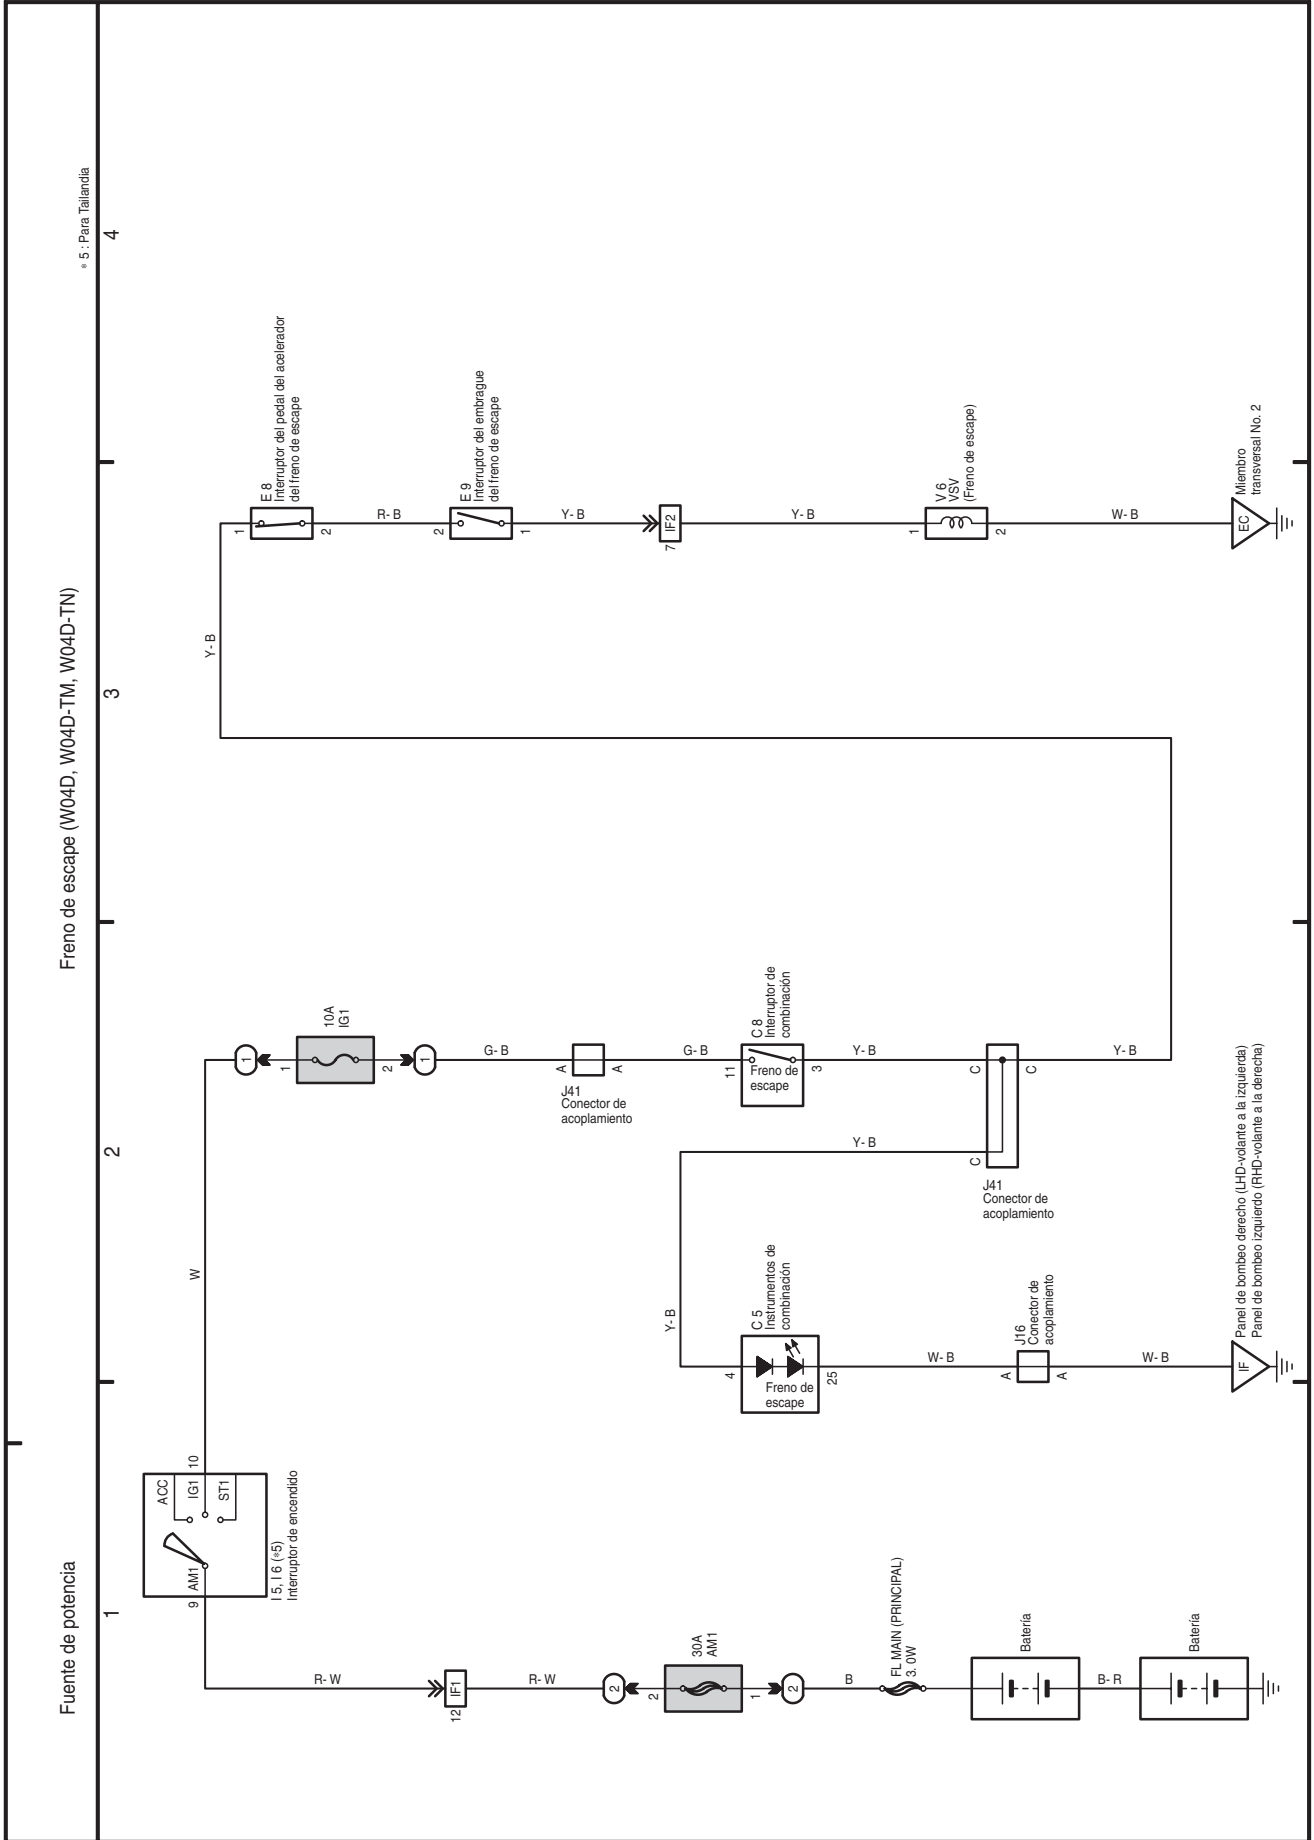 Fuente de potencia
Freno de escape (W04D, W04D-TM, W04D-TN)
* 5 : Para Tailandia
1
2
3
4
9
AM1
ACC
IG1
ST1
10
I 5, I 6 (*5)
Interruptor de encendido
R- W
12
IF1
R- W
2
2
30A
AM1
1
2
B
FL MAIN (PRINCIPAL)
3. 0W
Batería
B- R
Batería
W
1
1
10A
IG1
2
1
G- B
A
A
J41
Conector de
acoplamiento
G- B
11
C 8
Interruptor de
combinación
Freno de
escape
3
Y- B
C
C
C
J41
Conector de
acoplamiento
Y- B
Y- B
Y- B
4
C 5
Instrumentos de
combinación
Freno de
escape
25
W- B
A
A
J16
Conector de
acoplamiento
W- B
IF
Panel de bombeo derecho (LHD-volante a la izquierda)
Panel de bombeo izquierdo (RHD-volante a la derecha)
Y- B
1
E 8
Interruptor del pedal del acelerador
del freno de escape
2
R- B
2
E 9
Interruptor del embrague
del freno de escape
1
Y- B
7
IF2
Y- B
1
V 6
VSV
(Freno de escape)
2
W- B
EC
Miembro
transversal No. 2